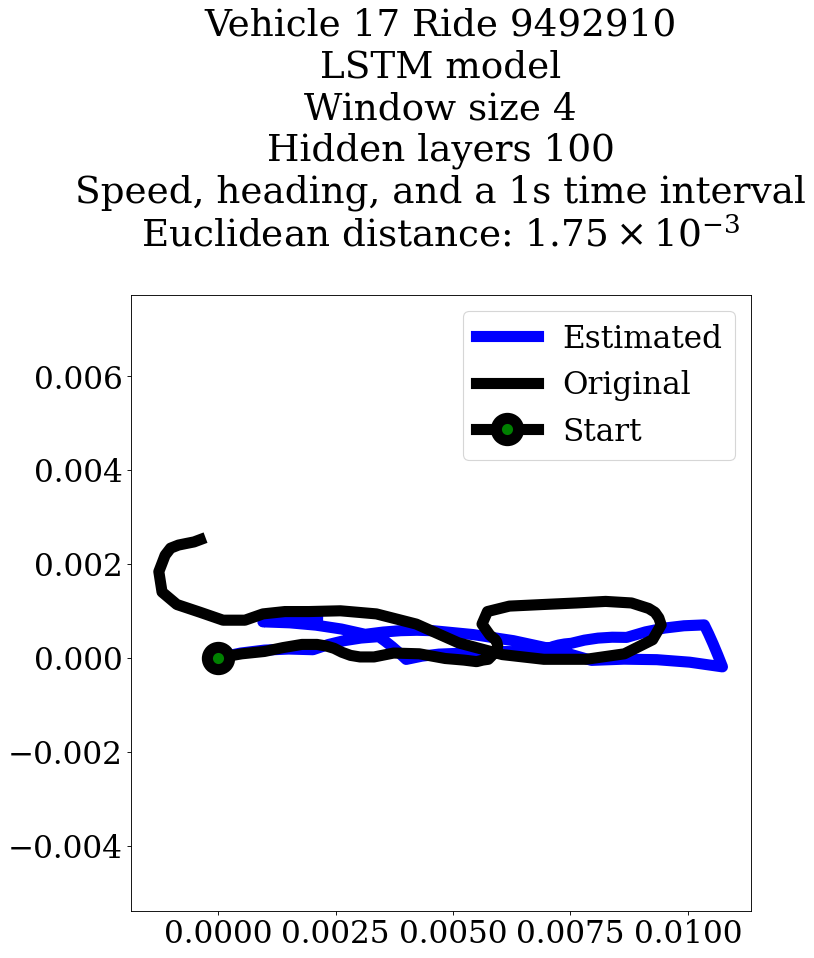 Vehicle 17 Ride 9492910
LSTM model
Window size 4
Hidden layers 100
Speed, heading, and a 1s time interval
Euclidean distance: 1.75 × 10⁻³
Estimated
Original
Start
0.006
0.004
0.002
0.000
−0.002
−0.004
0.0000 0.0025 0.0050 0.0075 0.0100